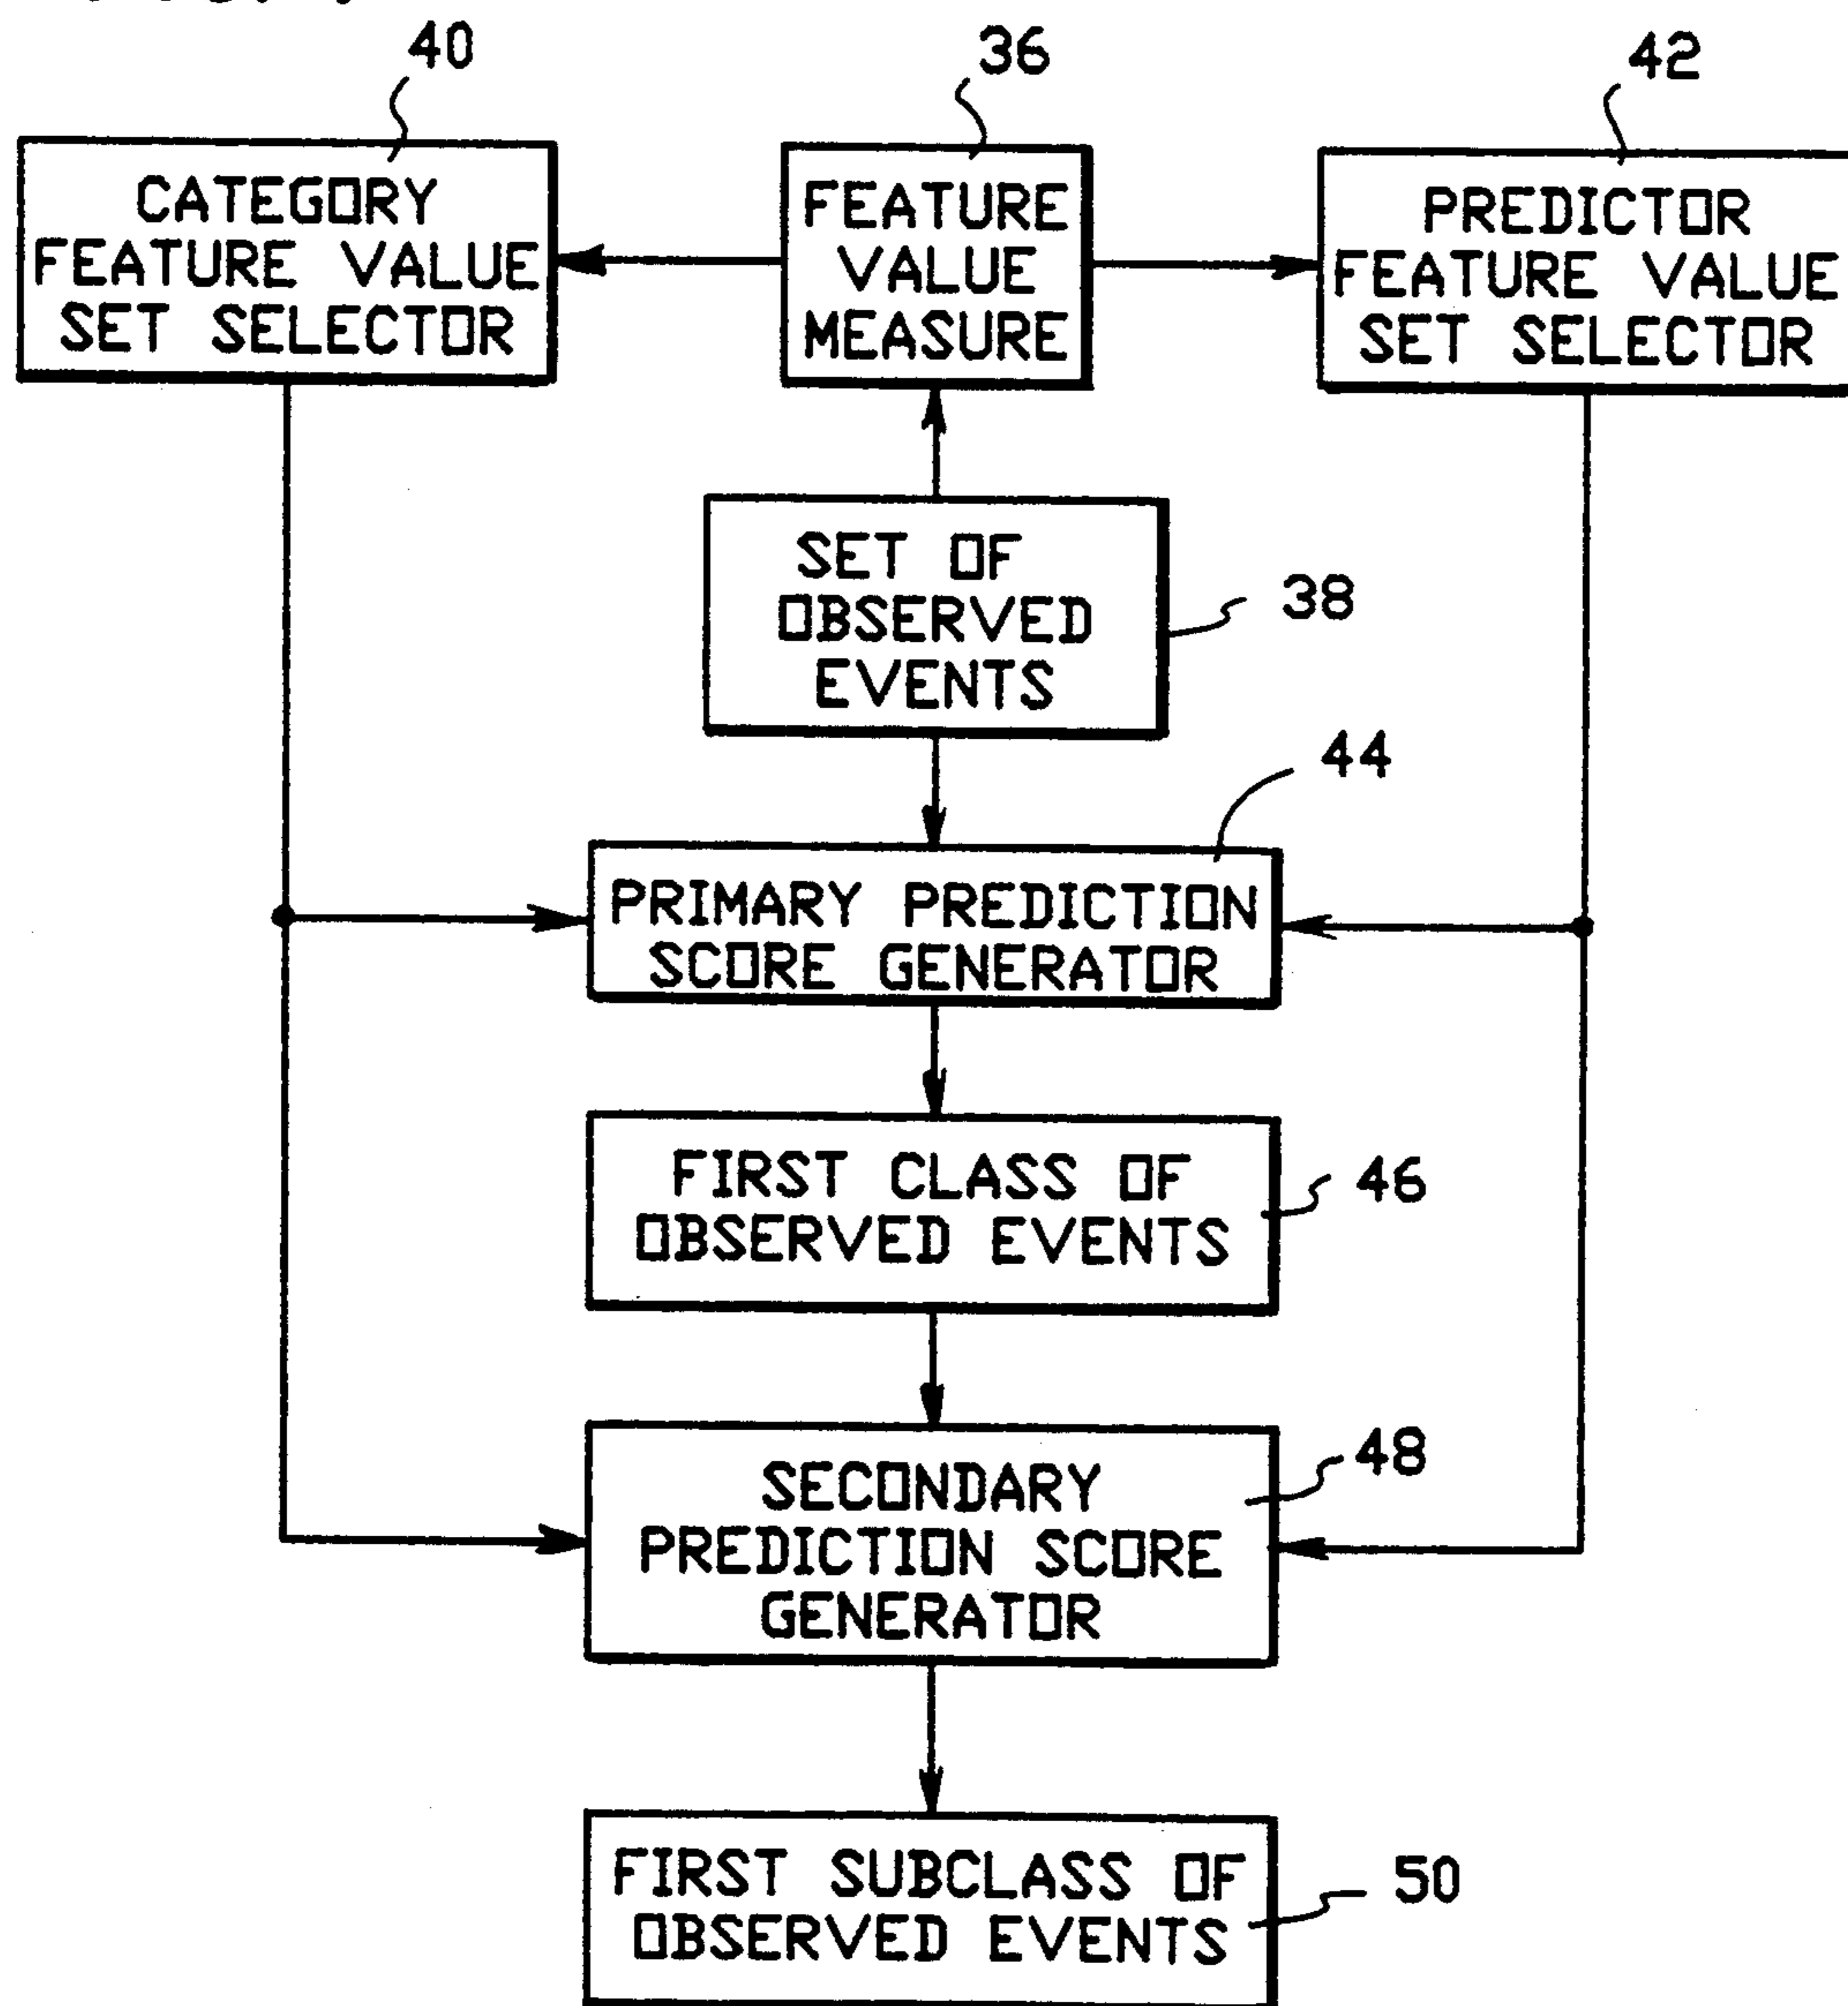 40
36
42
CATEGORY
FEATURE VALUE
SET SELECTOR
FEATURE
VALUE
MEASURE
PREDICTOR
FEATURE VALUE
SET SELECTOR
SET OF
OBSERVED
EVENTS
38
44
PRIMARY PREDICTION
SCORE GENERATOR
FIRST CLASS OF
OBSERVED EVENTS
46
SECONDARY
PREDICTION SCORE
GENERATOR
48
FIRST SUBCLASS OF
OBSERVED EVENTS
50